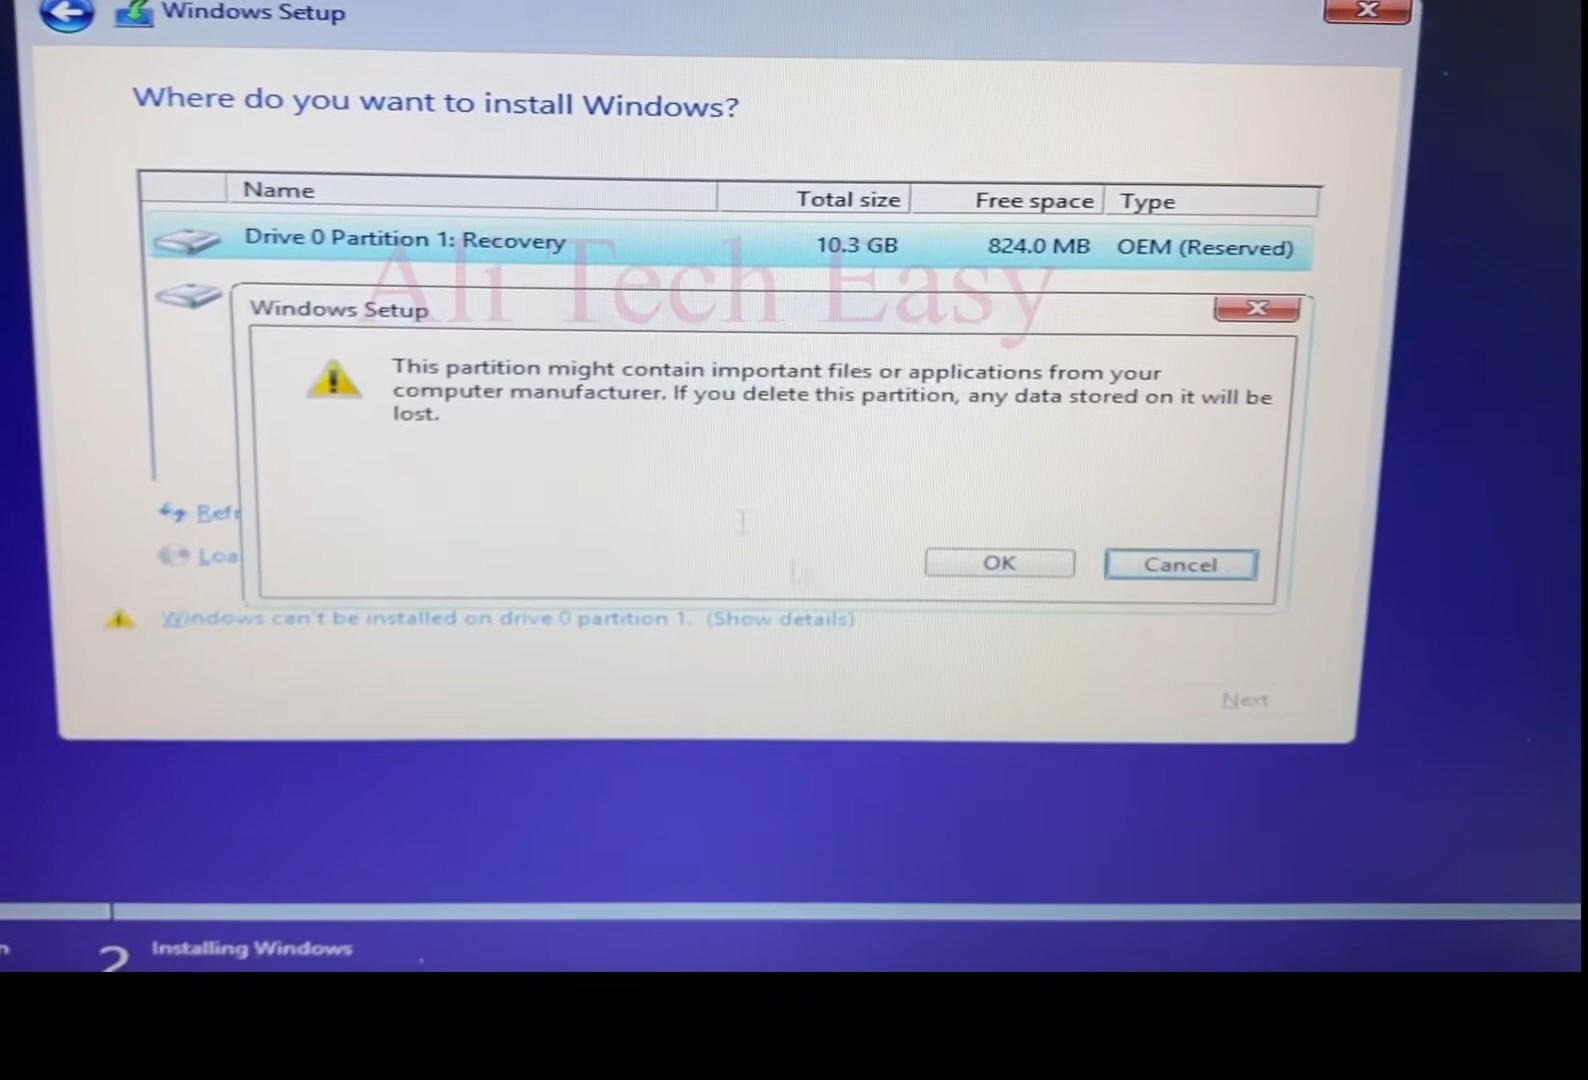 Windows Setup
Where do you want to install Windows?
Name Total size Free space Type
Drive 0 Partition 1: Recovery 10.3 GB 824.0 MB OEM (Reserved)
Ali Tech Easy
Windows Setup
This partition might contain important files or applications from your
computer manufacturer. If you delete this partition, any data stored on it will be
lost.
Refr
Loa
OK Cancel
Windows can't be installed on drive 0 partition 1. (Show details)
Next
2 Installing Windows